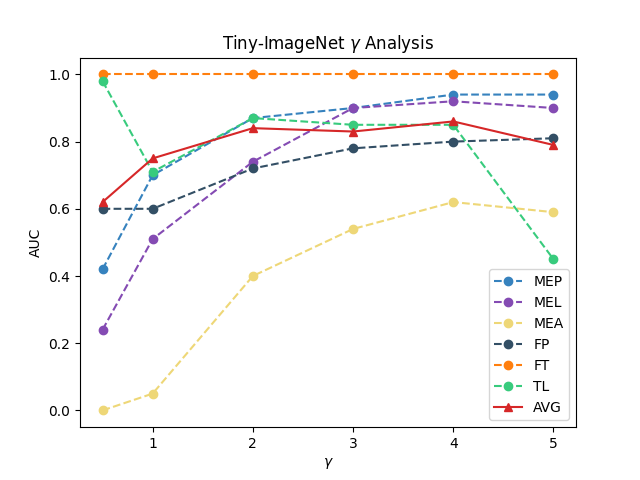 Tiny-ImageNet γ Analysis
1.0
0.8
0.6
0.4
0.2
0.0
AUC
1 2 3 4 5
γ
MEP
MEL
MEA
FP
FT
TL
AVG